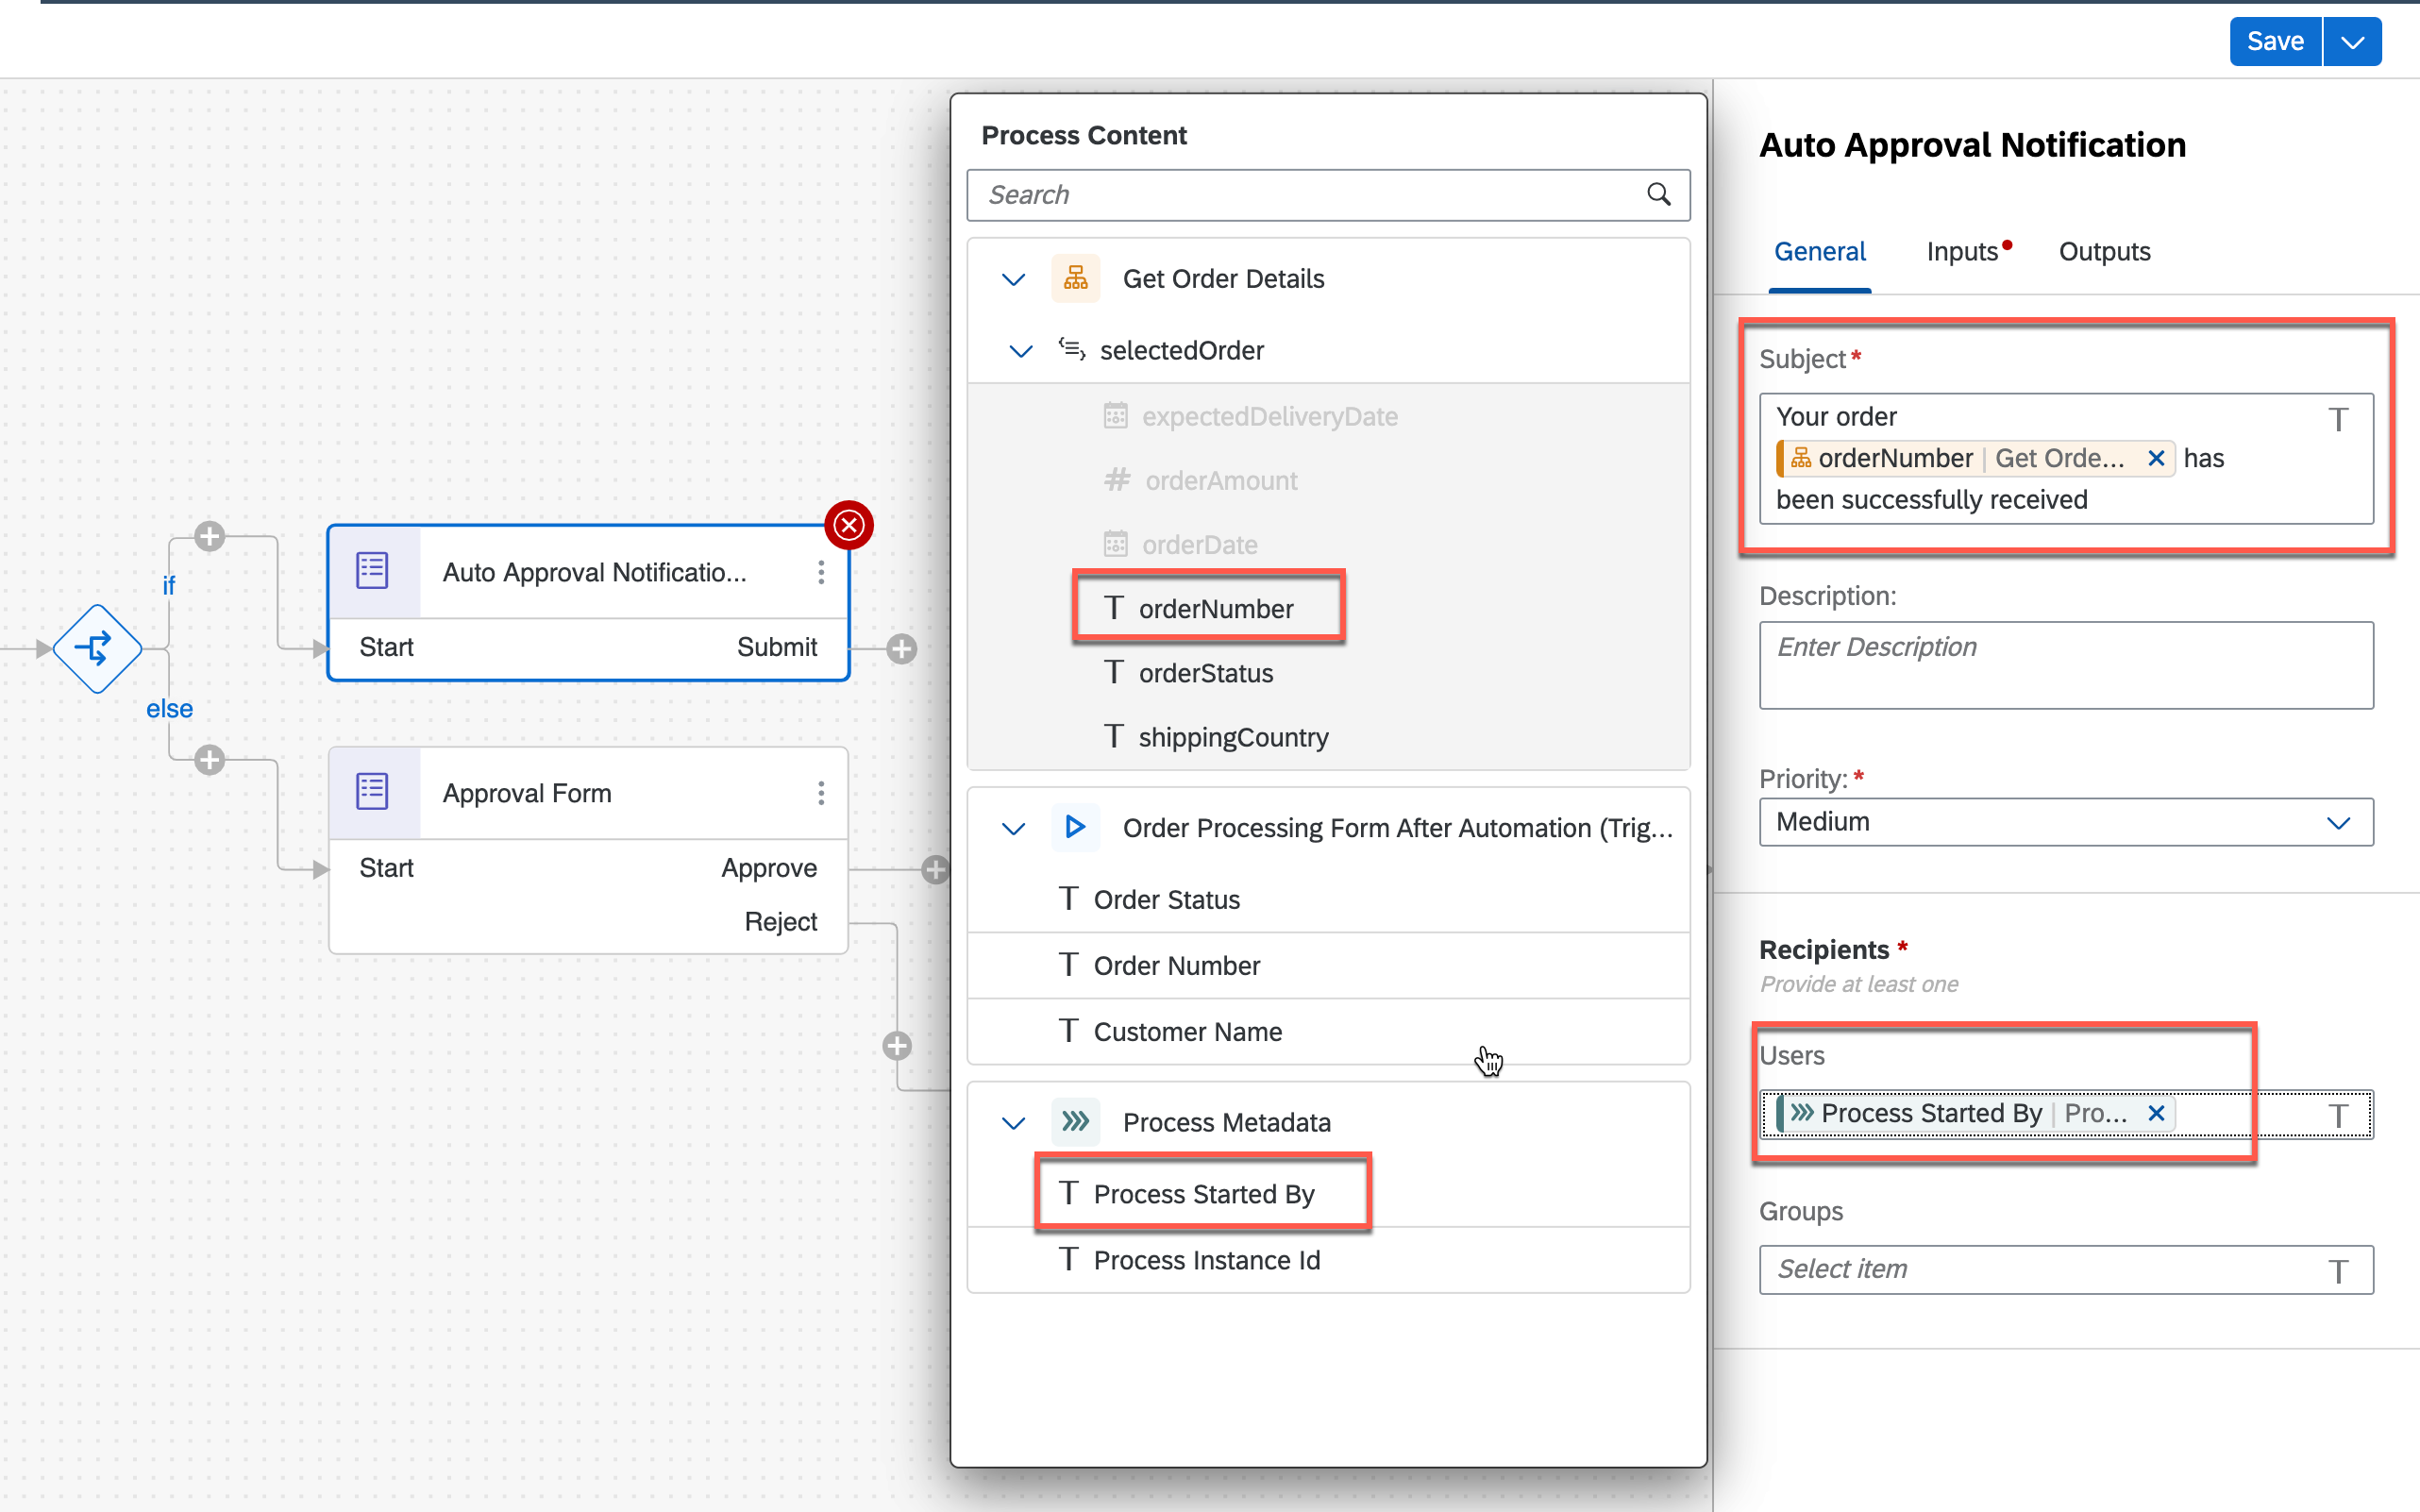 Save
if
Auto Approval Notificatio...
Start
Submit
else
Approval Form
Start
Approve
Reject
Process Content
Search
Get Order Details
selectedOrder
expectedDeliveryDate
orderAmount
orderDate
orderNumber
orderStatus
shippingCountry
Order Processing Form After Automation (Trig...
Order Status
Order Number
Customer Name
Process Metadata
Process Started By
Process Instance Id
Auto Approval Notification
General Inputs Outputs
Subject*
Your order
orderNumber | Get Orde... × has
been successfully received
Description:
Enter Description
Priority: *
Medium
Recipients *
Provide at least one
Users
Process Started By | Pro... ×
Groups
Select item